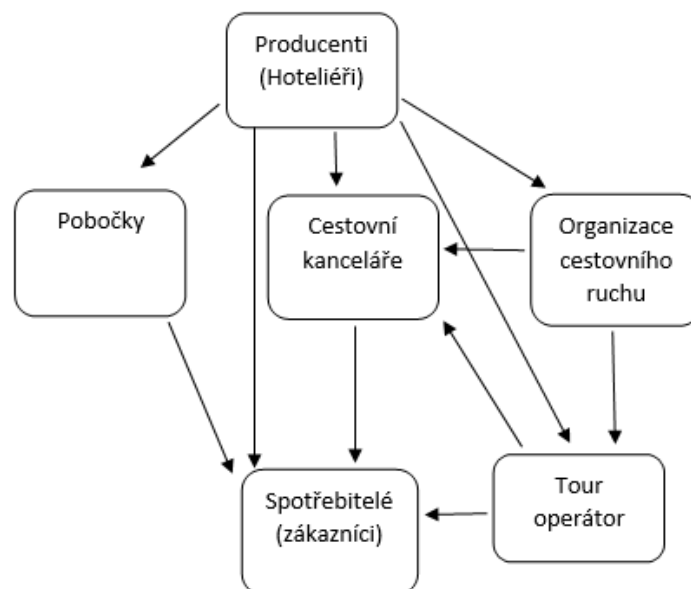 Producenti
(Hoteliéři)
Pobočky
Cestovní
kanceláře
Organizace
cestovního
ruchu
Spotřebitelé
(zákazníci)
Tour
operátor